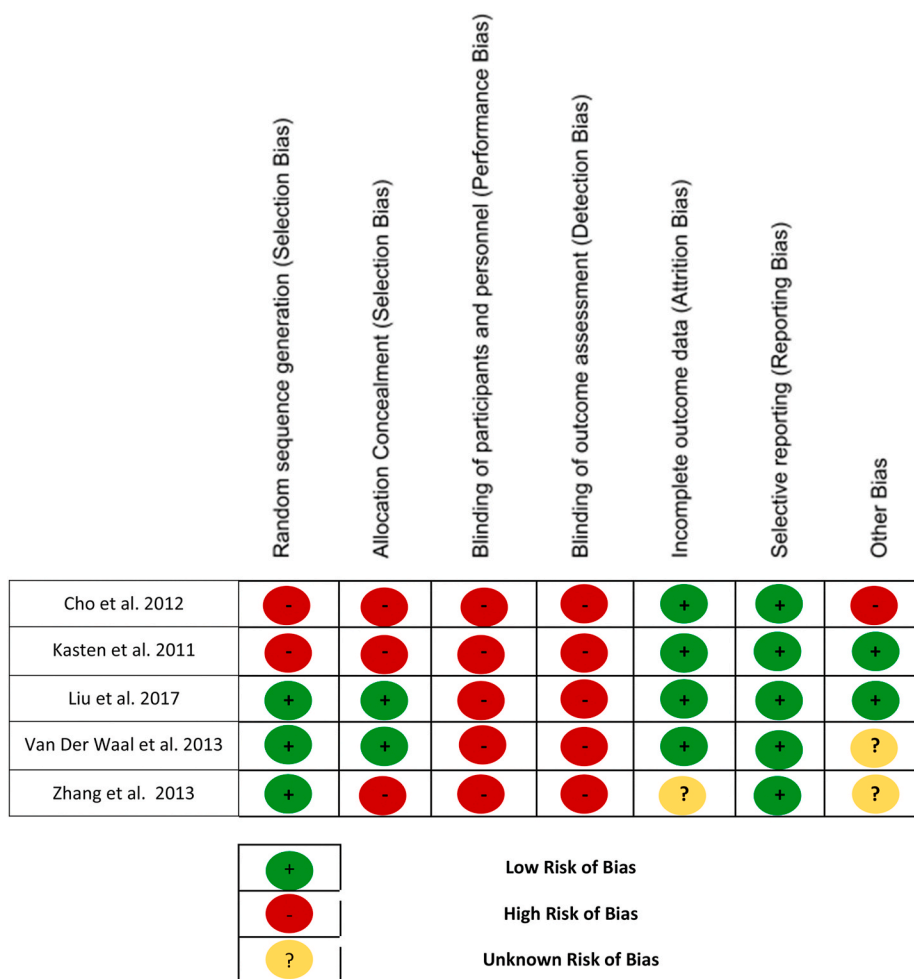 Random sequence generation (Selection Bias)
Allocation Concealment (Selection Bias)
Blinding of participants and personnel (Performance Bias)
Blinding of outcome assessment (Detection Bias)
Incomplete outcome data (Attrition Bias)
Selective reporting (Reporting Bias)
Other Bias
Cho et al. 2012 - - - - + + -
Kasten et al. 2011 - - - - + + +
Liu et al. 2017 + + - - + + +
Van Der Waal et al. 2013 + + - - + + ?
Zhang et al. 2013 + - - - ? + ?
+ Low Risk of Bias
- High Risk of Bias
? Unknown Risk of Bias